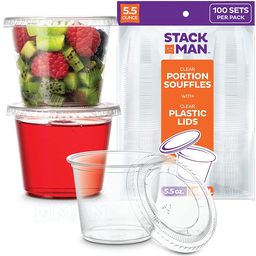 5.5
OUNCE
100 SETS
PER PACK
STACK
MAN.
CLEAR
PORTION
SOUFFLES
WITH
CLEAR
PLASTIC
LIDS
5.5 oz.
MAN